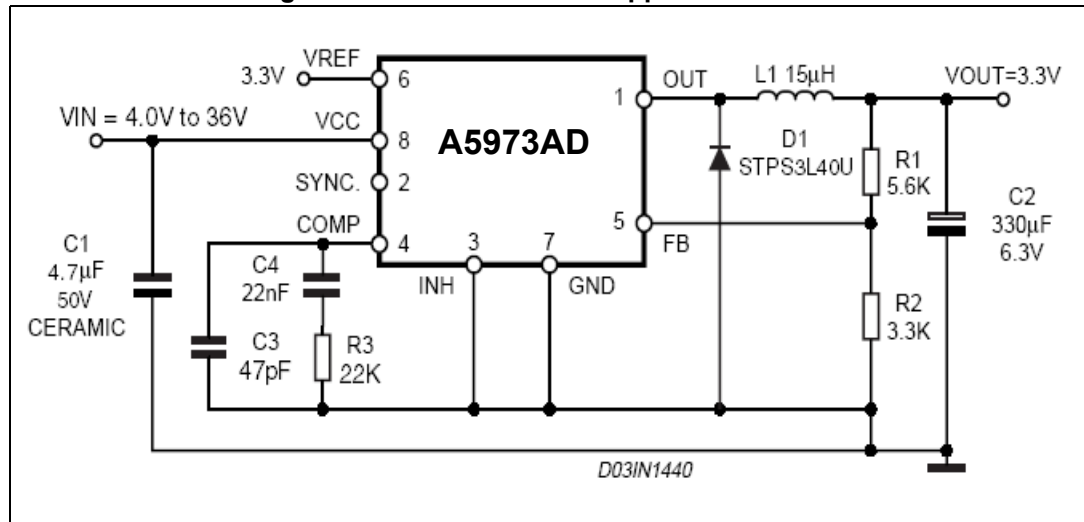 VREF
3.3V
6
OUT
L1 15µH
VOUT=3.3V
1
VIN = 4.0V to 36V
VCC
8
A5973AD
D1
STPS3L40U
R1
5.6K
SYNC.
2
C2
330µF
6.3V
COMP
4
3
7
5
FB
C1
4.7µF
50V
CERAMIC
C4
22nF
INH
GND
R2
3.3K
C3
47pF
R3
22K
D03IN1440